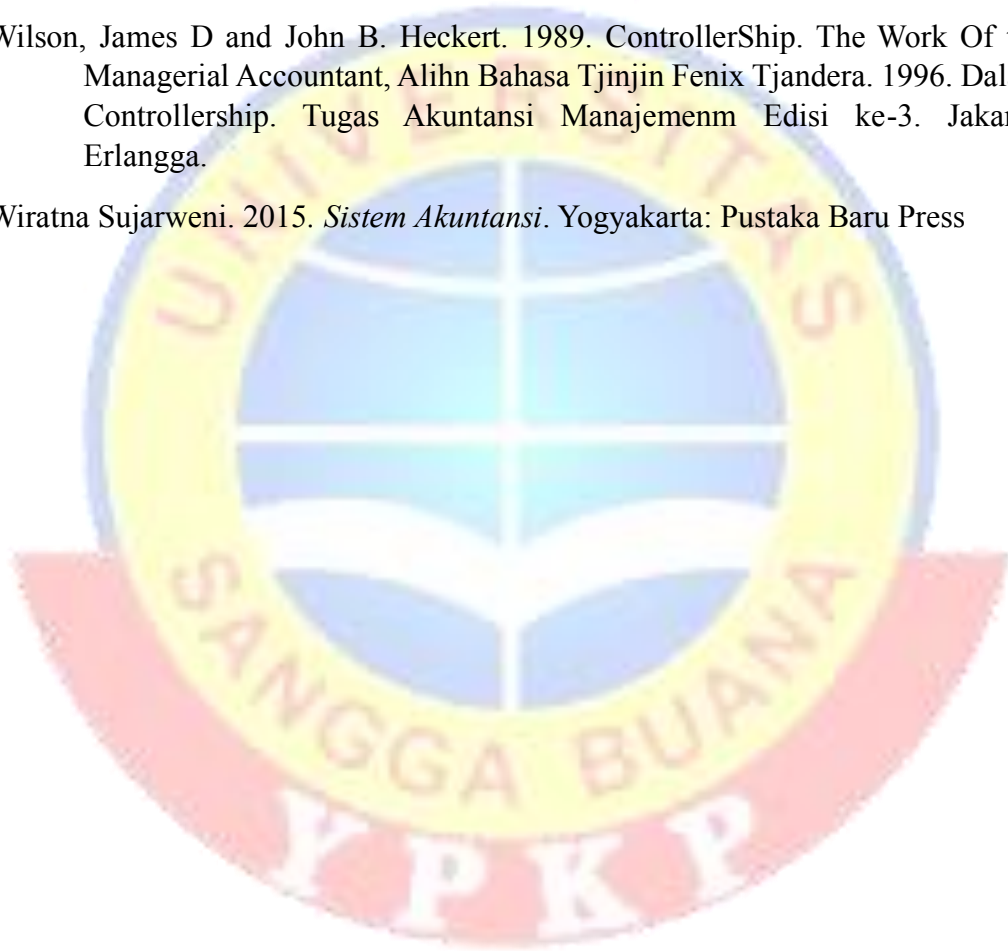 Wilson, James D and John B. Heckert. 1989. ControllerShip. The Work Of
Managerial Accountant, Alihn Bahasa Tjinjin Fenix Tjandera. 1996.
Controllership. Tugas Akuntansi Manajemenm Edisi ke-3.
Erlangga.
Wiratna Sujarweni. 2015. Sistem Akuntansi. Yogyakarta: Pustaka Baru Press
UNIVERSITAS
SANGGA BUANA
YPKP